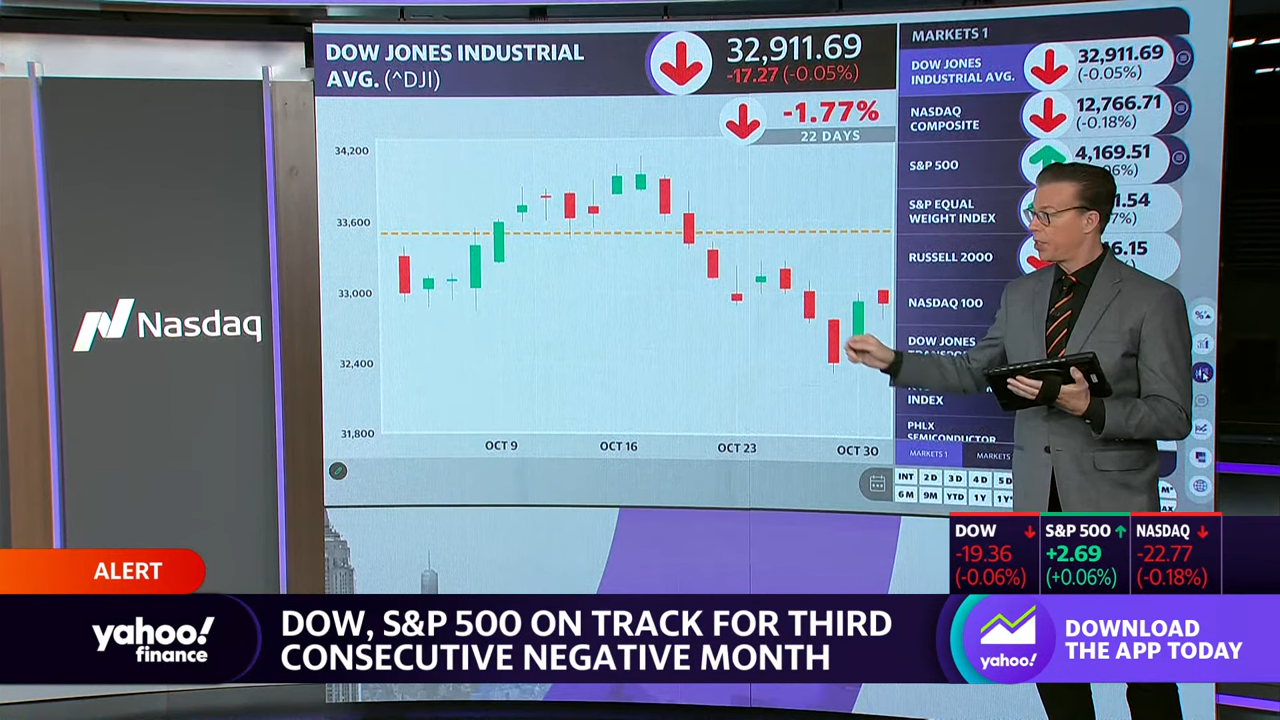 DOW JONES INDUSTRIAL
AVG. (^DJI)
32,911.69
-17.27 (-0.05%)
-1.77%
22 DAYS
34,200
33,600
33,000
32,400
31,800
OCT 9
OCT 16
OCT 23
OCT 30
MARKETS 1
DOW JONES
INDUSTRIAL AVG.
32,911.69
(-0.05%)
NASDAQ
COMPOSITE
12,766.71
(-0.18%)
S&P 500
4,169.51
S&P EQUAL
WEIGHT INDEX
RUSSELL 2000
NASDAQ 100
DOW JONES
INDEX
PHLX
SEMICONDUCTOR
MARKETS 1
MARKETS
INT 2D 3D 4D 5D
6M 9M YTD 1Y
Nasdaq
DOW
-19.36
(-0.06%)
S&P 500
+2.69
(+0.06%)
NASDAQ
-22.77
(-0.18%)
ALERT
yahoo!
finance
DOW, S&P 500 ON TRACK FOR THIRD
CONSECUTIVE NEGATIVE MONTH
yahoo!
DOWNLOAD
THE APP TODAY